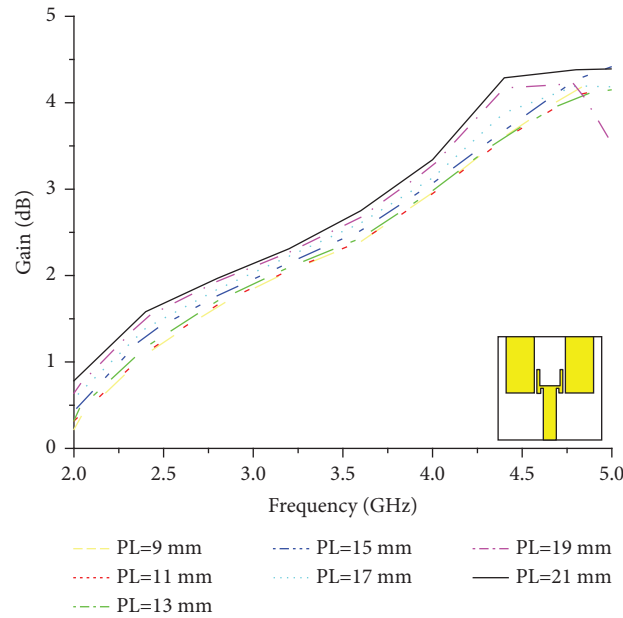 5
4
3
2
1
0
Gain (dB)
2.0 2.5 3.0 3.5 4.0 4.5 5.0
Frequency (GHz)
PL=9 mm PL=15 mm PL=19 mm
PL=11 mm PL=17 mm PL=21 mm
PL=13 mm